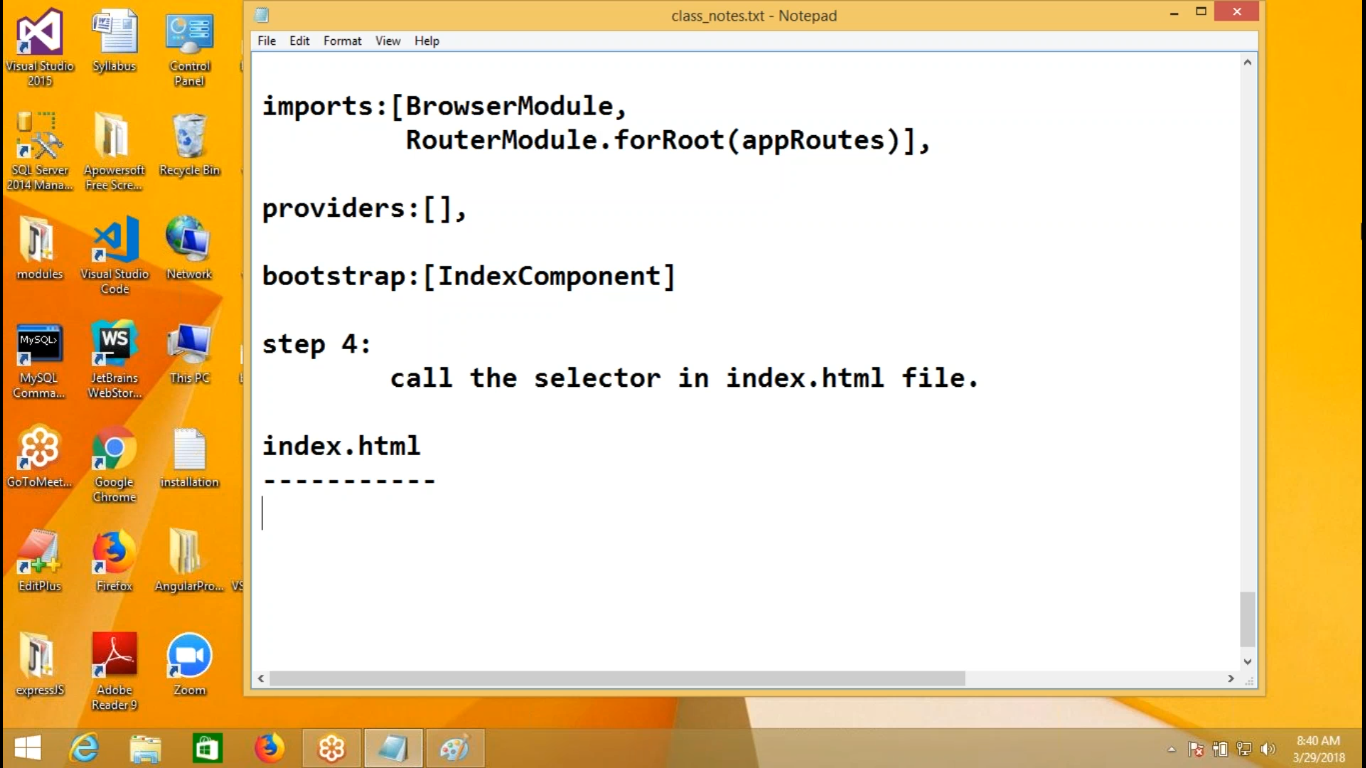 class_notes.txt - Notepad
File Edit Format View Help
imports:[BrowserModule,
RouterModule.forRoot(appRoutes)],
providers:[],
bootstrap:[IndexComponent]
step 4:
call the selector in index.html file.
index.html
-----------
Visual Studio 2015
Syllabus
Control Panel
SQL Server 2014 Mana...
Apowersoft Free Scre...
Recycle Bin
modules
Visual Studio Code
Network
MySQL>
MySQL Comma...
WS
JetBrains WebStor...
This PC
GoToMeet...
Google Chrome
installation
EditPlus
Firefox
AngularPro...
VS
expressJS
Adobe Reader 9
Zoom
8:40 AM
3/29/2018